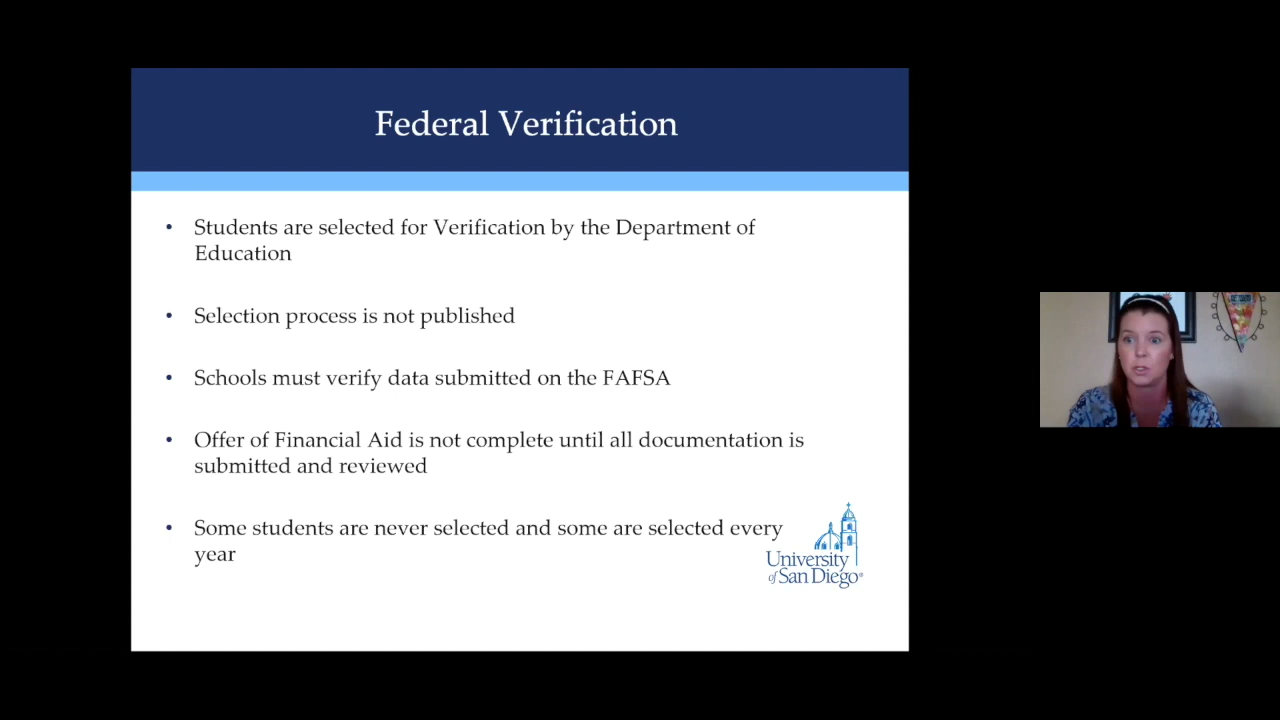 Federal Verification
• Students are selected for Verification by the Department of
Education
• Selection process is not published
• Schools must verify data submitted on the FAFSA
• Offer of Financial Aid is not complete until all documentation is
submitted and reviewed
• Some students are never selected and some are selected every
year
University
of San Diego®